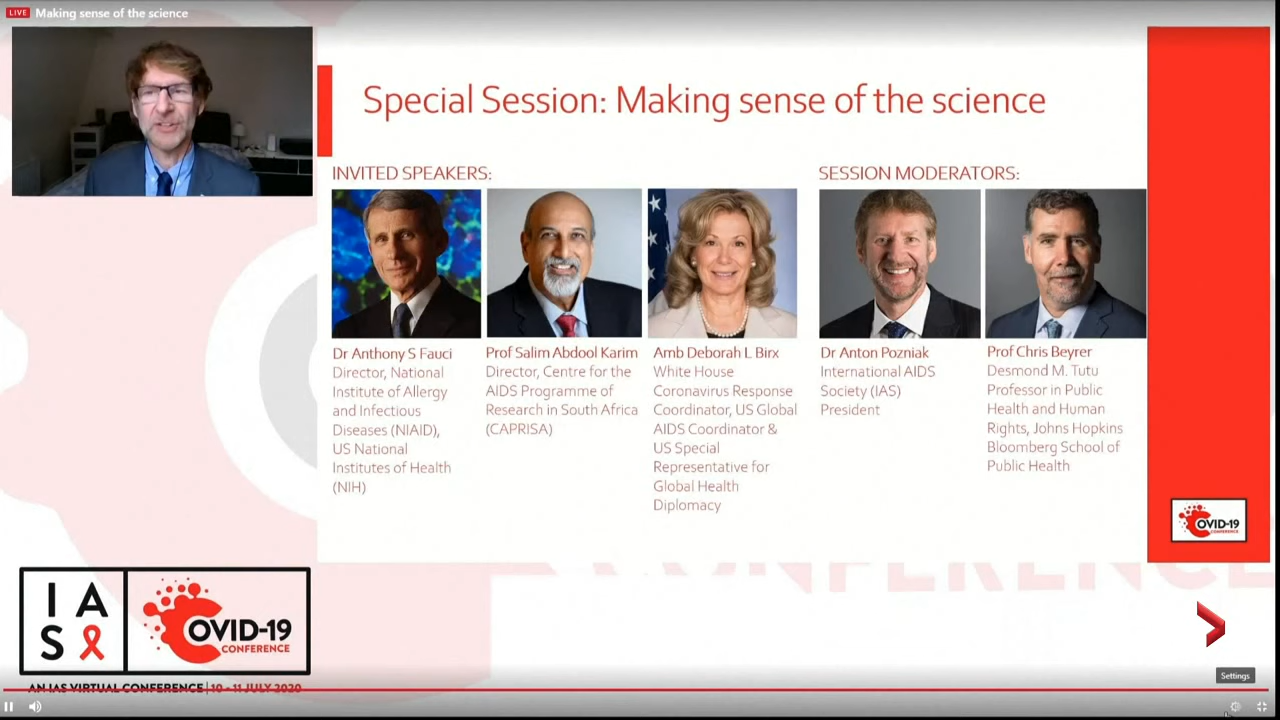 LIVE Making sense of the science
Special Session: Making sense of the science
INVITED SPEAKERS:
SESSION MODERATORS:
Dr Anthony S Fauci
Director, National
Institute of Allergy
and Infectious
Diseases (NIAID),
US National
Institutes of Health
(NIH)
Prof Salim Abdool Karim
Director, Centre for the
AIDS Programme of
Research in South Africa
(CAPRISA)
Amb Deborah L Birx
White House
Coronavirus Response
Coordinator, US Global
AIDS Coordinator &
US Special
Representative for
Global Health
Diplomacy
Dr Anton Pozniak
International AIDS
Society (IAS)
President
Prof Chris Beyrer
Desmond M. Tutu
Professor in Public
Health and Human
Rights, Johns Hopkins
Bloomberg School of
Public Health
COVID-19
CONFERENCE
CONFERENCE
IAS
COVID-19
CONFERENCE
AN IAS VIRTUAL CONFERENCE | 10 - 11 JULY 2020
Settings